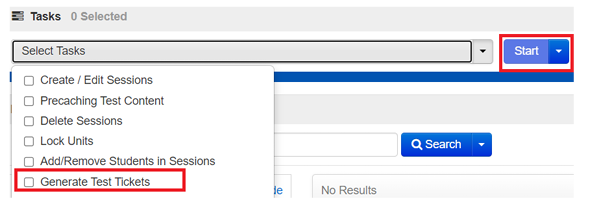 Tasks 0 Selected
Select Tasks
Start
Create / Edit Sessions
Precaching Test Content
Delete Sessions
Lock Units
Search
Add/Remove Students in Sessions
Generate Test Tickets
de
No Results